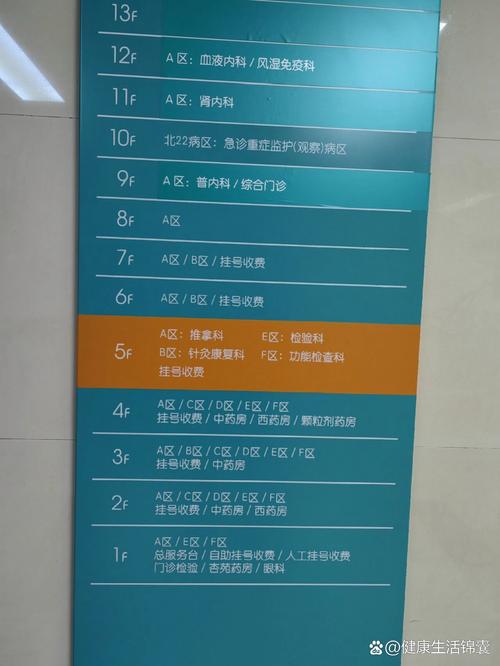 13F
12F A区：血液内科/风湿免疫科
11F A区：肾内科
10F 北22病区：急诊重症监护(观察)病区
9F A区：普内科/综合门诊
8F A区
7F A区/B区/挂号收费
6F A区/B区/挂号收费
5F
A区：推拿科 E区：检验科
B区：针灸康复科 F区：功能检查科
挂号收费
4F
A区/C区/D区/E区/F区
挂号收费/中药房/西药房/颗粒剂药房
3F
A区/B区/C区/D区/E区/F区
挂号收费/中药房
2F
A区/C区/D区/E区/F区
挂号收费/中药房/西药房
1F
A区/E区/F区
总服务台/自助挂号收费/人工挂号收费
门诊检验/杏苑药房/眼科
@健康生活锦囊